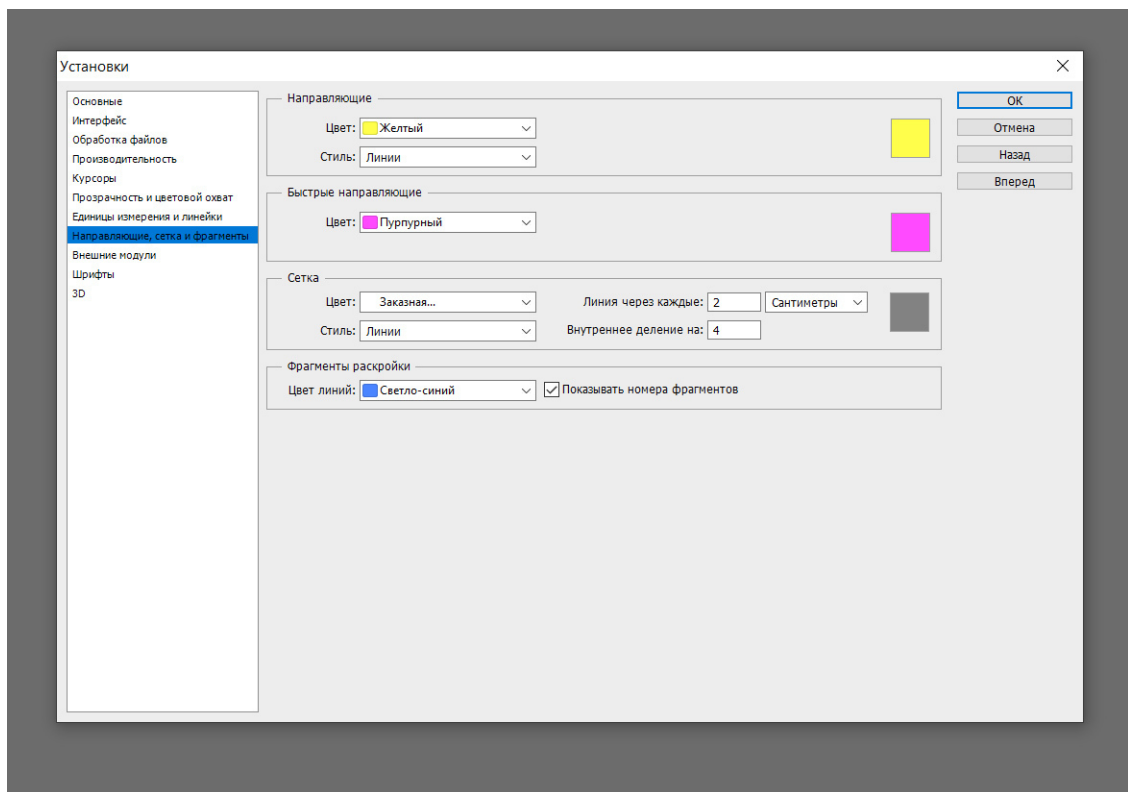 Установки
Основные
Интерфейс
Обработка файлов
Производительность
Курсоры
Прозрачность и цветовой охват
Единицы измерения и линейки
Направляющие, сетка и фрагменты
Внешние модули
Шрифты
3D
Направляющие
Цвет: Желтый
Стиль: Линии
Быстрые направляющие
Цвет: Пурпурный
Сетка
Цвет: Заказная... Линия через каждые: 2 Сантиметры
Стиль: Линии Внутреннее деление на: 4
Фрагменты раскройки
Цвет линий: Светло-синий Показывать номера фрагментов
OK
Отмена
Назад
Вперед